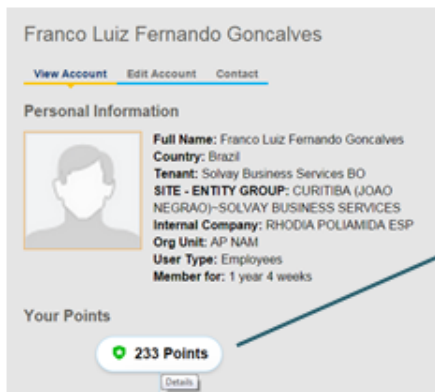 Franco Luiz Fernando Goncalves
View Account Edit Account Contact
Personal Information
Full Name: Franco Luiz Fernando Goncalves
Country: Brazil
Tenant: Solvay Business Services BO
SITE - ENTITY GROUP: CURITIBA (JOAO
NEGRAO)~SOLVAY BUSINESS SERVICES
Internal Company: RHODIA POLIAMIDA ESP
Org Unit: AP NAM
User Type: Employees
Member for: 1 year 4 weeks
Your Points
233 Points
Details